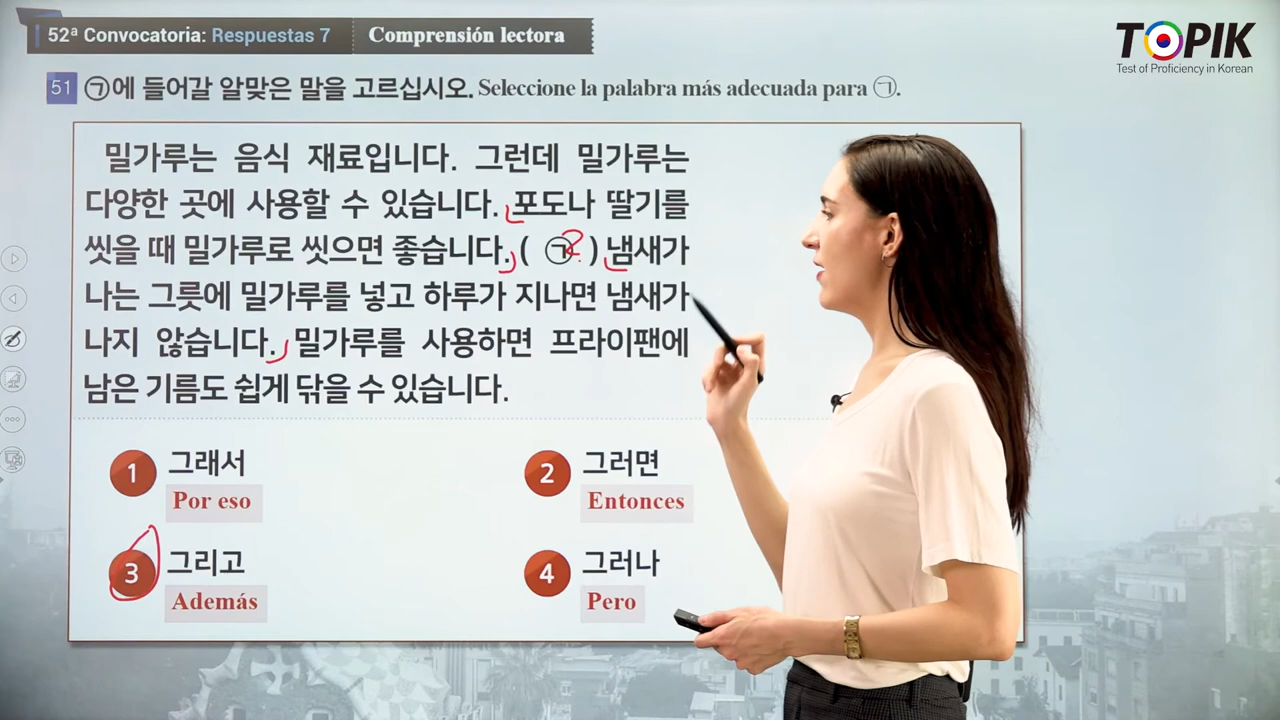 52ª Convocatoria: Respuestas 7
Comprensión lectora
TOPIK
Test of Proficiency in Korean
51 ㉠에 들어갈 알맞은 말을 고르십시오. Seleccione la palabra más adecuada para ㉠.
밀가루는 음식 재료입니다. 그런데 밀가루는
다양한 곳에 사용할 수 있습니다. 포도나 딸기를
씻을 때 밀가루로 씻으면 좋습니다. ( ㉠ ) 냄새가
나는 그릇에 밀가루를 넣고 하루가 지나면 냄새가
나지 않습니다. 밀가루를 사용하면 프라이팬에
남은 기름도 쉽게 닦을 수 있습니다.
1 그래서
Por eso
2 그러면
Entonces
3 그리고
Además
4 그러나
Pero